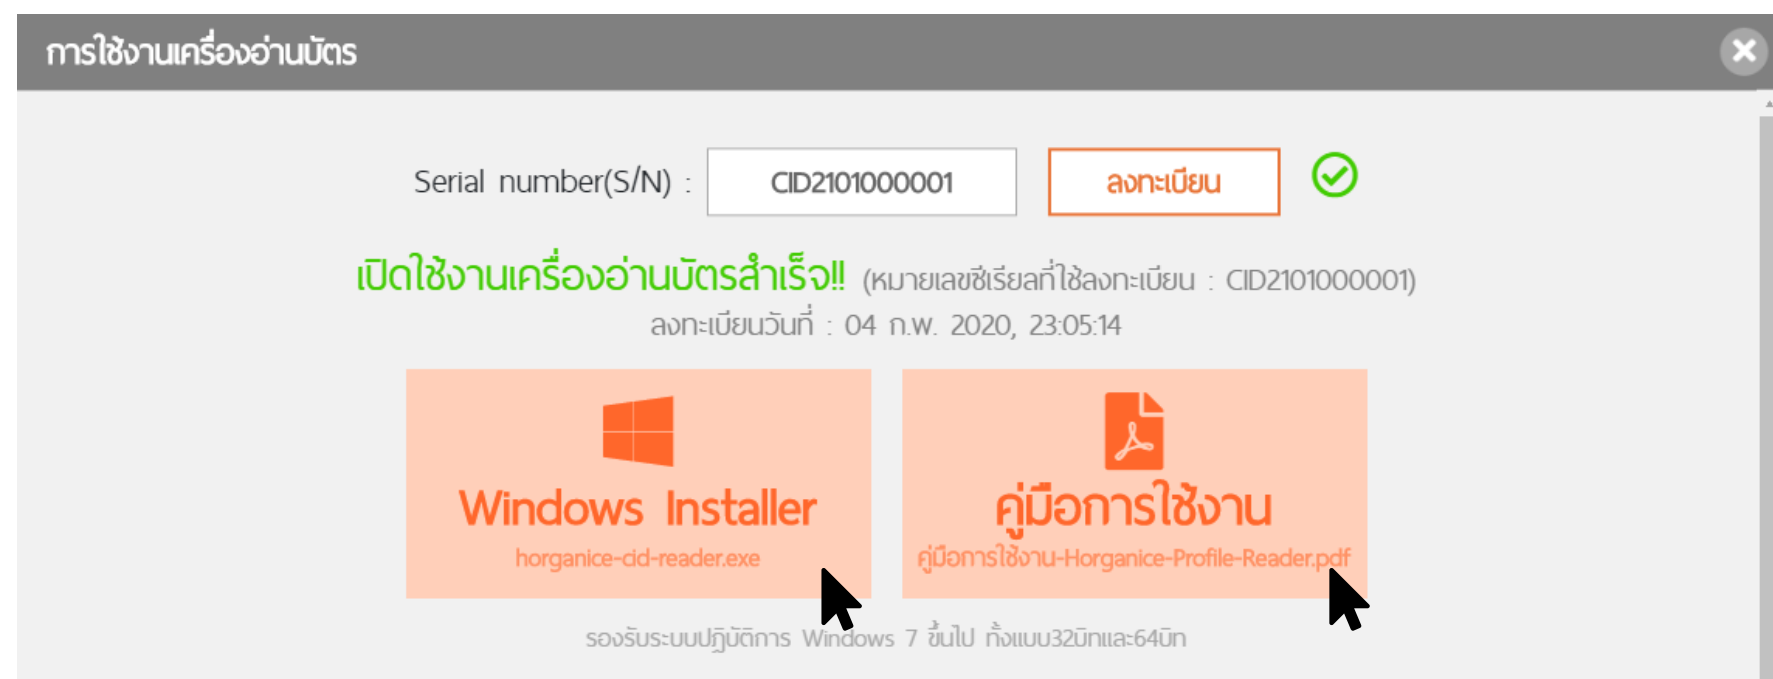 การใช้งานเครื่องอ่านบัตร
Serial number(S/N) : CID2101000001 ลงทะเบียน
เปิดใช้งานเครื่องอ่านบัตรสำเร็จ!! (หมายเลขซีเรียลที่ใช้ลงทะเบียน : CID2101000001)
ลงทะเบียนวันที่ : 04 ก.พ. 2020, 23:05:14
Windows Installer
horganice-cid-reader.exe
คู่มือการใช้งาน
คู่มือการใช้งาน-Horganice-Profile-Reader.pdf
รองรับระบบปฏิบัติการ Windows 7 ขึ้นไป ทั้งแบบ32บิทและ64บิท